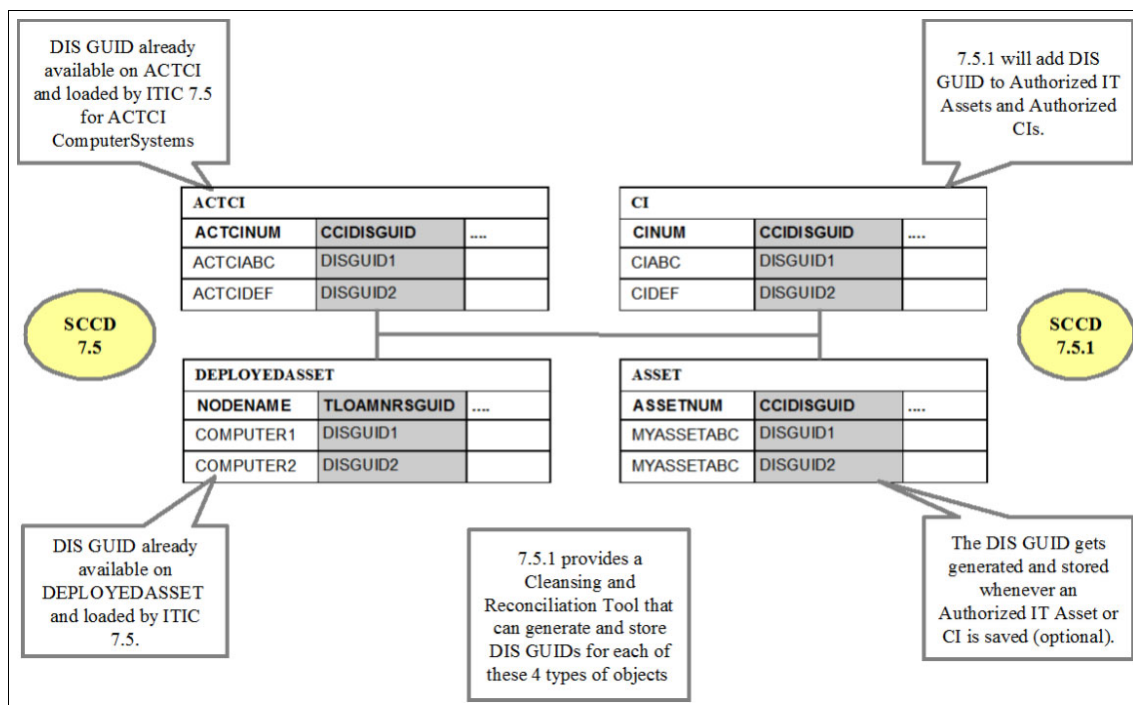 DIS GUID already
available on ACTCI
and loaded by ITIC 7.5
for ACTCI
ComputerSystems
7.5.1 will add DIS
GUID to Authorized IT
Assets and Authorized
CIs.
ACTCI
ACTCINUM CCIDISGUID ....
ACTCIABC DISGUID1
ACTCIDEF DISGUID2
CI
CINUM CCIDISGUID ....
CIABC DISGUID1
CIDEF DISGUID2
SCCD
7.5
SCCD
7.5.1
DEPLOYEDASSET
NODENAME TLOAMNRSGUID ....
COMPUTER1 DISGUID1
COMPUTER2 DISGUID2
ASSET
ASSETNUM CCIDISGUID ....
MYASSETABC DISGUID1
MYASSETABC DISGUID2
DIS GUID already
available on
DEPLOYEDASSET
and loaded by ITIC
7.5.
7.5.1 provides a
Cleansing and
Reconciliation Tool that
can generate and store
DIS GUIDs for each of
these 4 types of objects
The DIS GUID gets
generated and stored
whenever an
Authorized IT Asset or
CI is saved (optional).